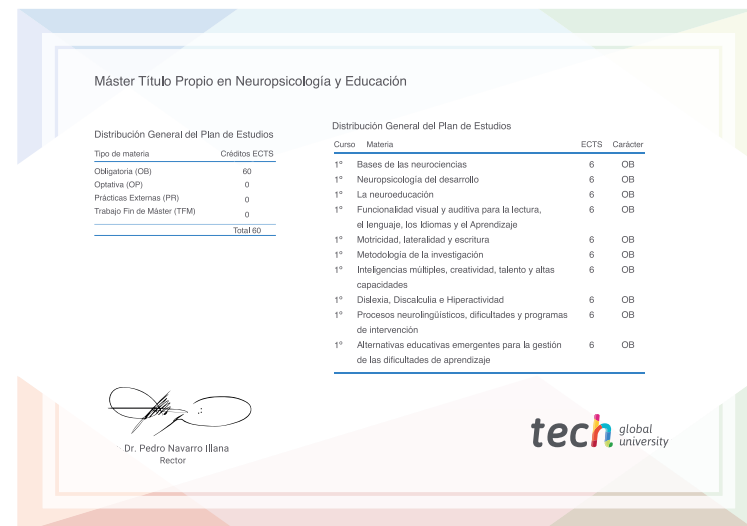 Máster Título Propio en Neuropsicología y Educación
Distribución General del Plan de Estudios
Tipo de materia Créditos ECTS
Obligatoria (OB) 60
Optativa (OP) 0
Prácticas Externas (PR) 0
Trabajo Fin de Máster (TFM) 0
Total 60
Distribución General del Plan de Estudios
Curso Materia ECTS Carácter
1º Bases de las neurociencias 6 OB
1º Neuropsicología del desarrollo 6 OB
1º La neuroeducación 6 OB
1º Funcionalidad visual y auditiva para la lectura, 6 OB
el lenguaje, los Idiomas y el Aprendizaje
1º Motricidad, lateralidad y escritura 6 OB
1º Metodología de la investigación 6 OB
1º Inteligencias múltiples, creatividad, talento y altas 6 OB
capacidades
1º Dislexia, Discalculia e Hiperactividad 6 OB
1º Procesos neurolingüísticos, dificultades y programas 6 OB
de intervención
1º Alternativas educativas emergentes para la gestión 6 OB
de las dificultades de aprendizaje
Dr. Pedro Navarro Illana
Rector
tech global
university